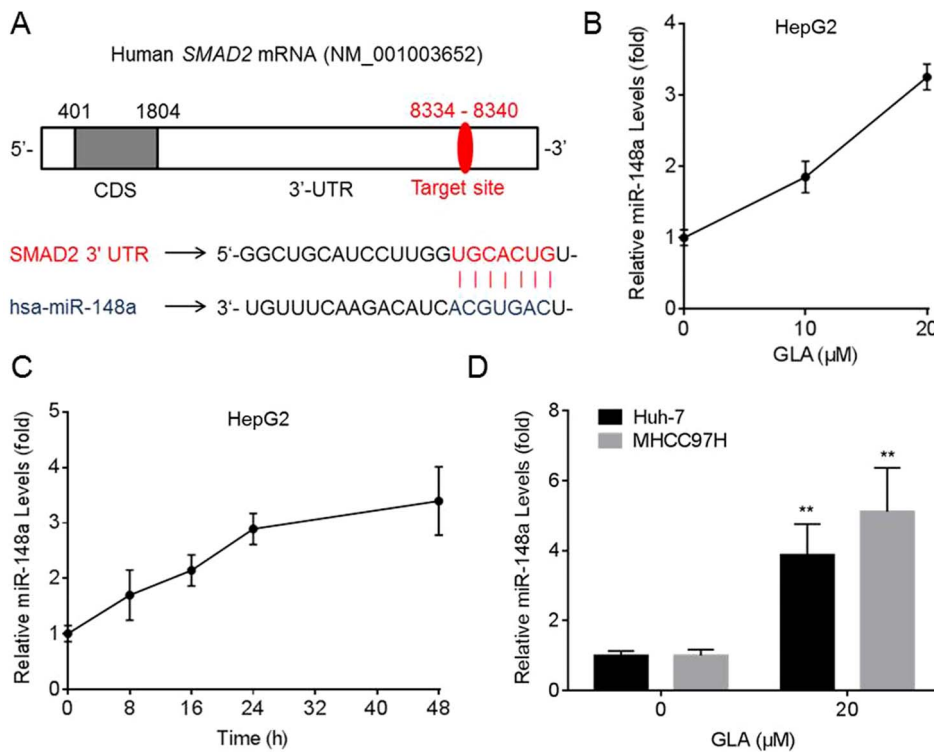 A
Human SMAD2 mRNA (NM_001003652)
401 1804 8334 - 8340
5'- -3'
CDS 3'-UTR Target site
SMAD2 3' UTR 5'-GGCUGCAUCCUUGGUGCACUGU-
hsa-miR-148a 3'- UGUUUCAAGACAUCACGUGACU-
B
HepG2
Relative miR-148a Levels (fold)
4
3
2
1
0
0 10 20
GLA (µM)
C
HepG2
Relative miR-148a Levels (fold)
5
4
3
2
1
0
0 8 16 24 32 40 48
Time (h)
D
Huh-7
MHCC97H
Relative miR-148a Levels (fold)
8
6
4
2
0
** **
0 20
GLA (µM)